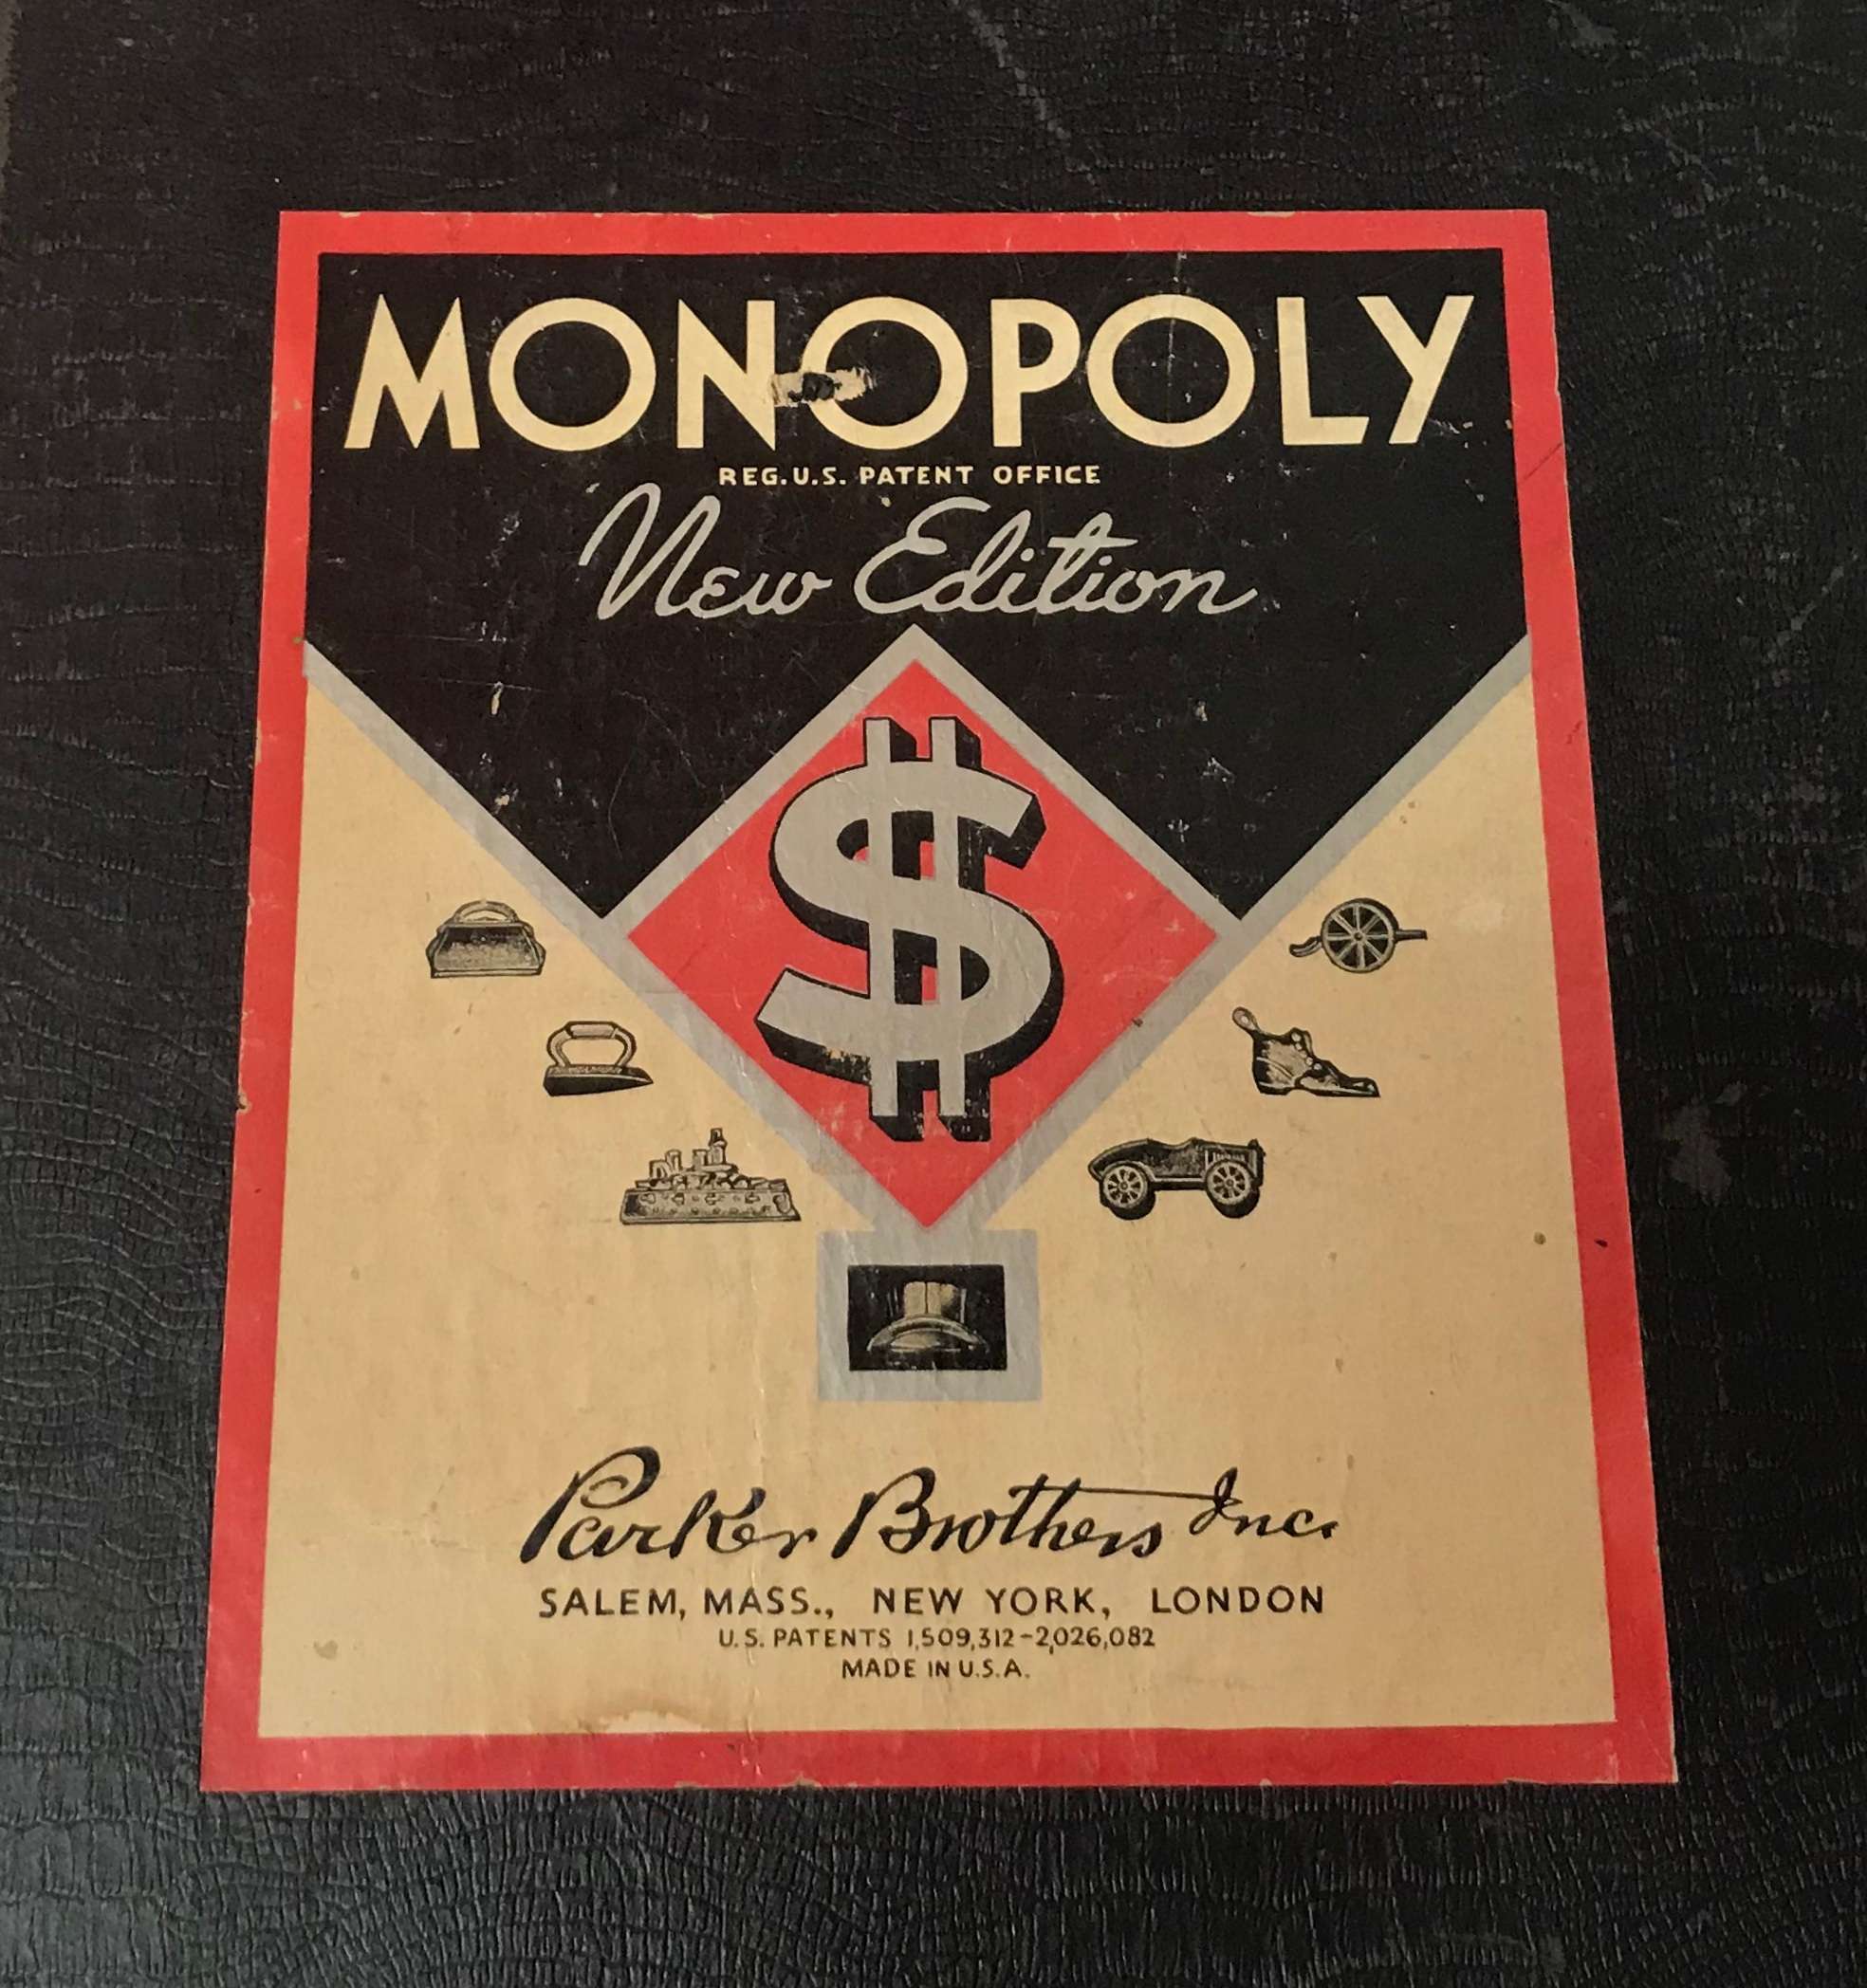 MONOPOLY
REG. U.S. PATENT OFFICE
New Edition
$
Parker Brothers Inc.
SALEM, MASS., NEW YORK, LONDON
U.S. PATENTS 1,509,312-2,026,082
MADE IN U.S.A.